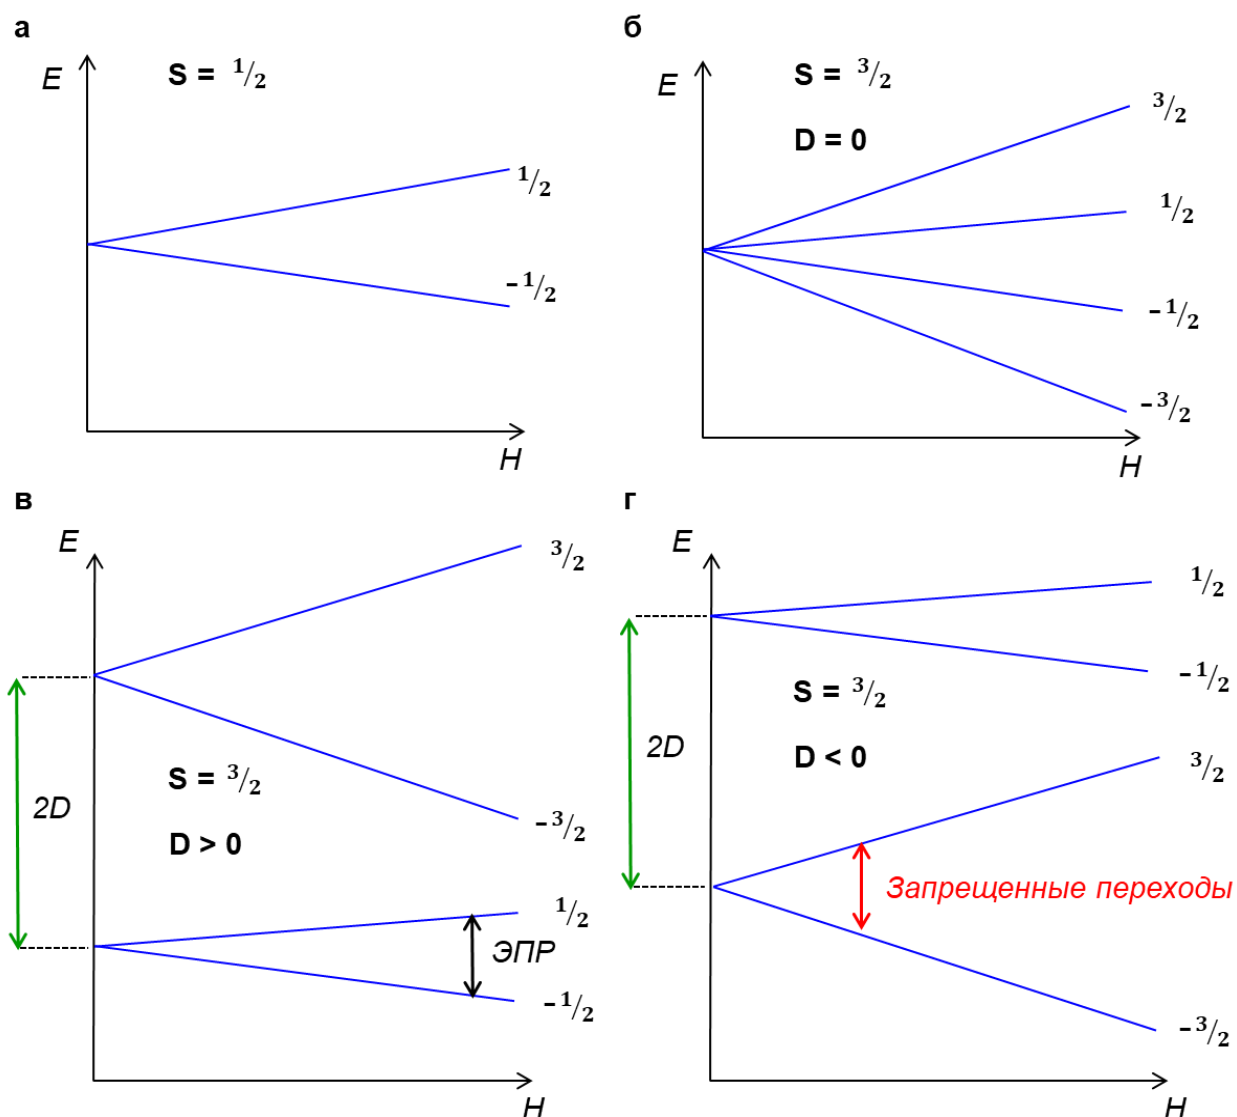 а
E
S = 1/2
1/2
−1/2
H
б
E
S = 3/2
D = 0
3/2
1/2
−1/2
−3/2
H
в
E
3/2
2D
S = 3/2
D > 0
−3/2
1/2
ЭПР
−1/2
H
г
E
1/2
−1/2
S = 3/2
2D
D < 0
3/2
Запрещенные переходы
−3/2
H